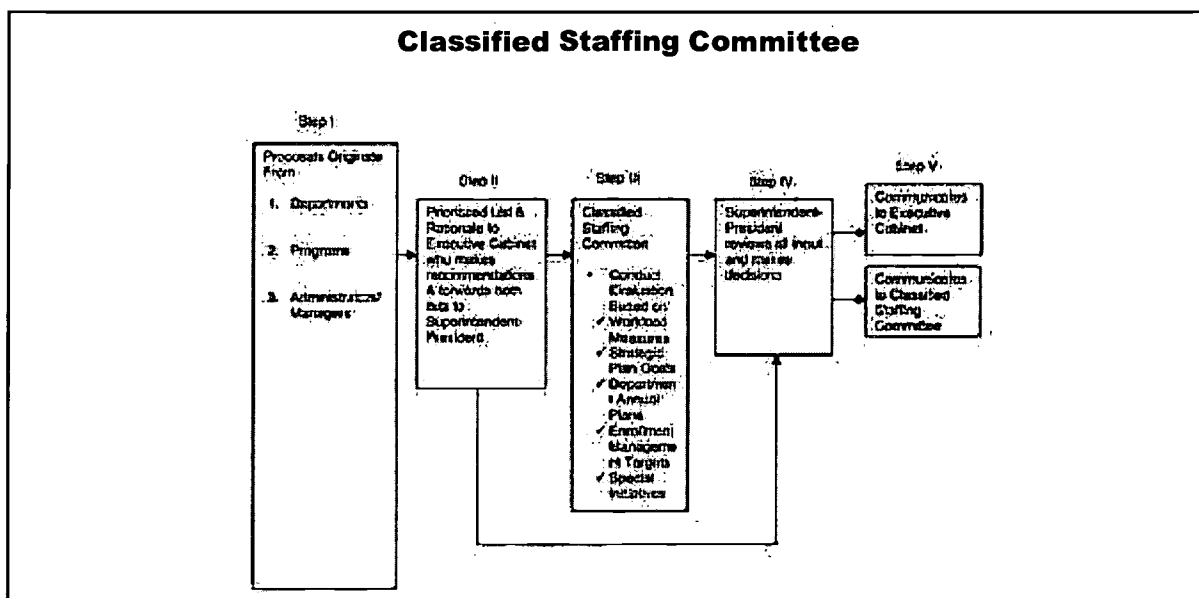 Classified Staffing Committee
Step I
Proposals Originate
From
1. Departments
2. Programs
3. Administrators/
Managers
Step II
Prioritized List &
Rationale to
Executive Cabinet
who makes
recommendations
& forwards both
lists to
Superintendent-
President
Step III
Classified
Staffing
Committee
• Conduct
Evaluation
Based on
✓ Workload
Measures
✓ Strategic
Plan Goals
✓ Departmen
t Annual
Plans
✓ Enrollment
Manageme
nt Targets
✓ Special
Initiatives
Step IV
Superintendent-
President
reviews all input
and makes
decisions
Step V
Communicates
to Executive
Cabinet
Communicates
to Classified
Staffing
Committee